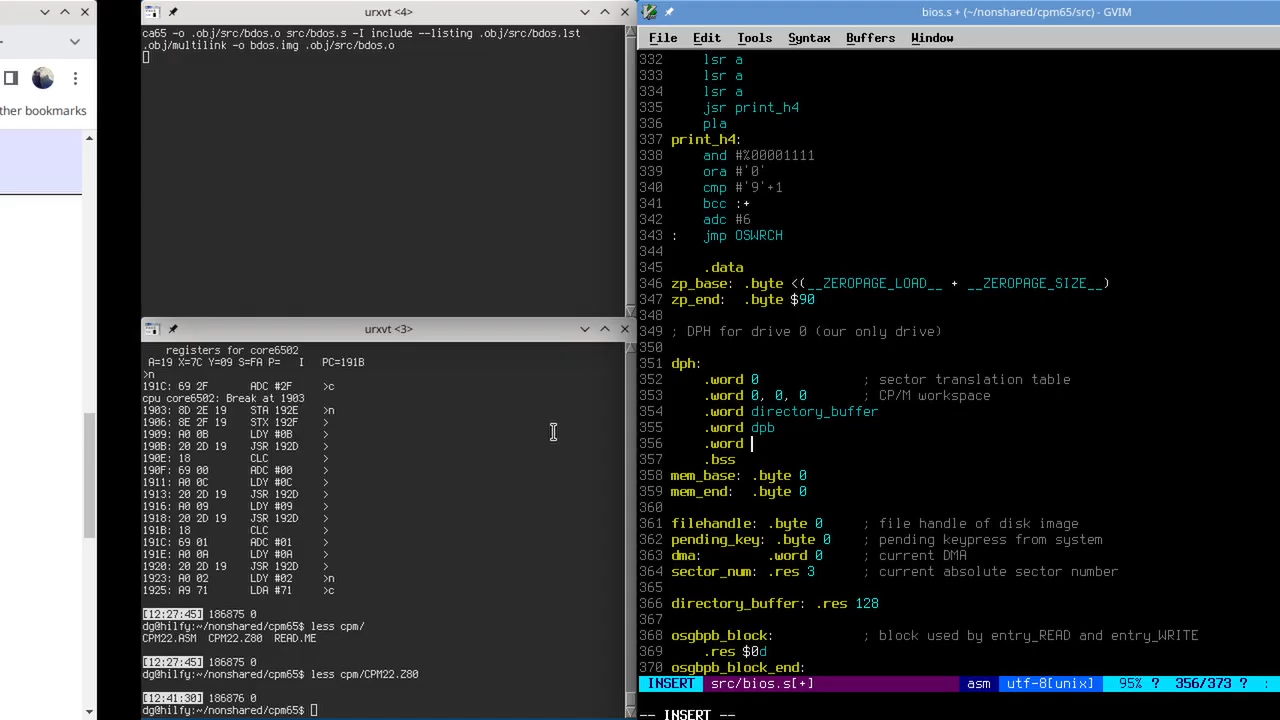 ther bookmarks
urxvt <4>
ca65 -o .obj/src/bdos.o src/bdos.s -I include --listing .obj/src/bdos.lst
.obj/multilink -o bdos.img .obj/src/bdos.o
urxvt <3>
registers for core6502
A=19 X=7C Y=09 S=FA P= I PC=191B
>n
191C: 69 2F ADC #2F >c
cpu core6502: Break at 1903
1903: 8D 2E 19 STA 192E >n
1906: 8E 2F 19 STX 192F >
1909: A0 0B LDY #0B >
190B: 20 2D 19 JSR 192D >
190E: 18 CLC >
190F: 69 00 ADC #00 >
1911: A0 0C LDY #0C >
1913: 20 2D 19 JSR 192D >
1916: A0 09 LDY #09 >
1918: 20 2D 19 JSR 192D >
191B: 18 CLC >
191C: 69 01 ADC #01 >
191E: A0 0A LDY #0A >
1920: 20 2D 19 JSR 192D >
1923: A0 02 LDY #02 >n
1925: A9 71 LDA #71 >c
[12:27:45] 186875 0
dg@hilfy:~/nonshared/cpm65$ less cpm/
CPM22.ASM CPM22.Z80 READ.ME
[12:27:45] 186875 0
dg@hilfy:~/nonshared/cpm65$ less cpm/CPM22.Z80
[12:41:30] 186876 0
dg@hilfy:~/nonshared/cpm65$
bios.s + (~/nonshared/cpm65/src) - GVIM
File Edit Tools Syntax Buffers Window
332 lsr a
333 lsr a
334 lsr a
335 jsr print_h4
336 pla
337 print_h4:
338 and #%00001111
339 ora #'0'
340 cmp #'9'+1
341 bcc :+
342 adc #6
343 : jmp OSWRCH
344
345 .data
346 zp_base: .byte <(__ZEROPAGE_LOAD__ + __ZEROPAGE_SIZE__)
347 zp_end: .byte $90
348
349 ; DPH for drive 0 (our only drive)
350
351 dph:
352 .word 0 ; sector translation table
353 .word 0, 0, 0 ; CP/M workspace
354 .word directory_buffer
355 .word dpb
356 .word
357 .bss
358 mem_base: .byte 0
359 mem_end: .byte 0
360
361 filehandle: .byte 0 ; file handle of disk image
362 pending_key: .byte 0 ; pending keypress from system
363 dma: .word 0 ; current DMA
364 sector_num: .res 3 ; current absolute sector number
365
366 directory_buffer: .res 128
367
368 osgbpb_block: ; block used by entry_READ and entry_WRITE
369 .res $0d
370 osgbpb_block_end:
INSERT src/bios.s[+] asm utf-8[unix] 95% ? 356/373 ? :
-- INSERT --